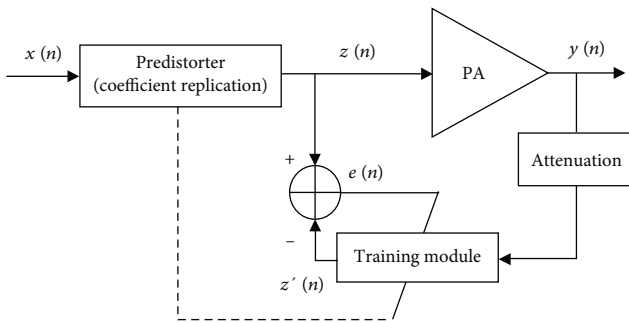 x (n)
Predistorter
(coefficient replication)
z (n)
PA
y (n)
Attenuation
+
e (n)
−
Training module
z′ (n)